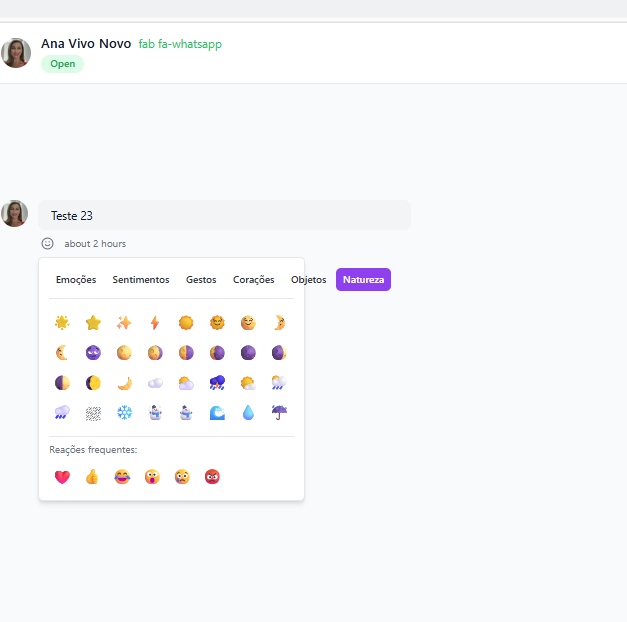 Ana Vivo Novo fab fa-whatsapp
Open
Teste 23
about 2 hours
Emoções Sentimentos Gestos Corações Objetos Natureza
Reações frequentes: